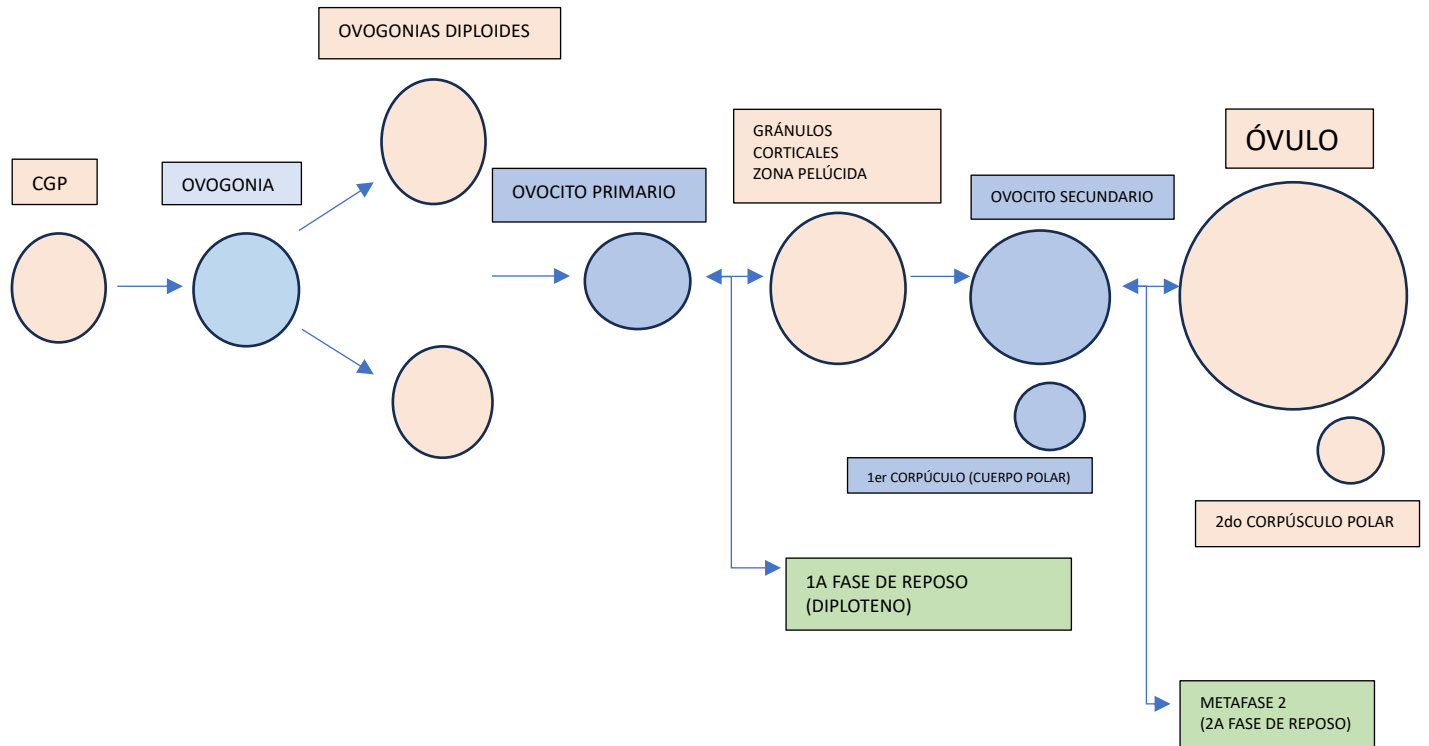 OVOGONIAS DIPLOIDES
CGP
OVOGONIA
OVOCITO PRIMARIO
GRÁNULOS
CORTICALES
ZONA PELÚCIDA
OVOCITO SECUNDARIO
ÓVULO
1er CORPÚCULO (CUERPO POLAR)
2do CORPÚSCULO POLAR
1A FASE DE REPOSO
(DIPLOTENO)
METAFASE 2
(2A FASE DE REPOSO)